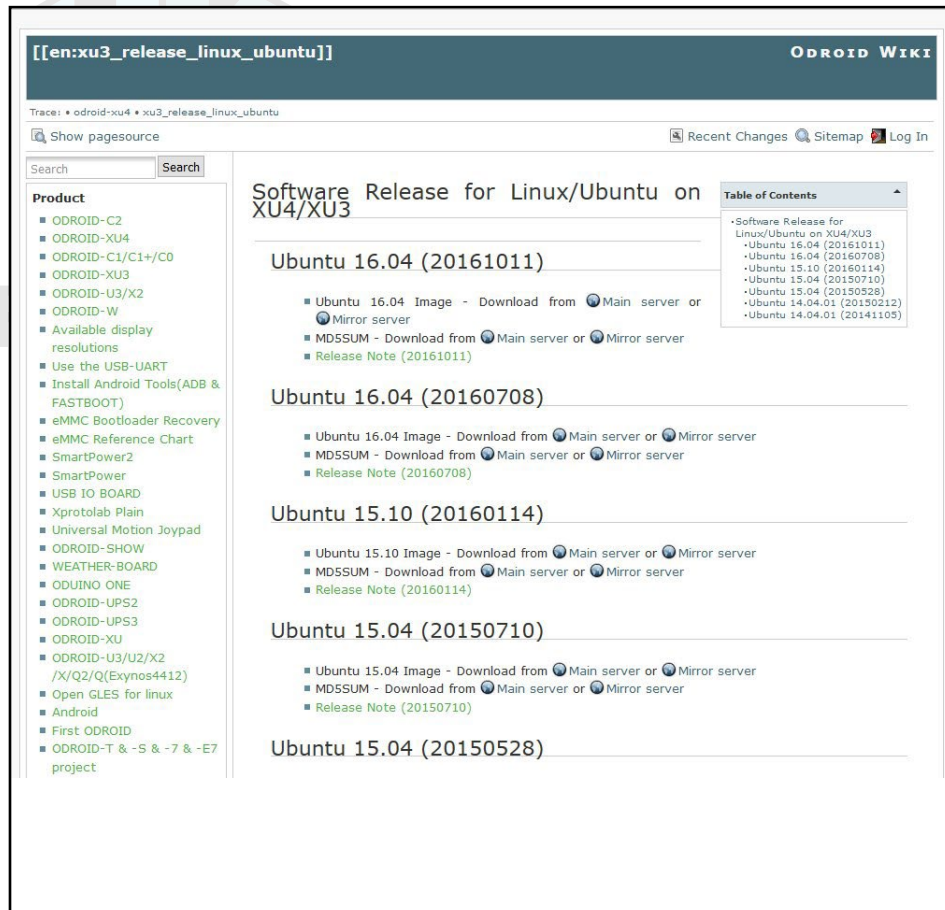 [[en:xu3_release_linux_ubuntu]]
ODROID WIKI
Trace: • odroid-xu4 • xu3_release_linux_ubuntu
Show pagesource
Recent Changes Sitemap Log In
Search Search
Product
ODROID-C2
ODROID-XU4
ODROID-C1/C1+/C0
ODROID-XU3
ODROID-U3/X2
ODROID-W
Available display
resolutions
Use the USB-UART
Install Android Tools(ADB &
FASTBOOT)
eMMC Bootloader Recovery
eMMC Reference Chart
SmartPower2
SmartPower
USB IO BOARD
Xprotolab Plain
Universal Motion Joypad
ODROID-SHOW
WEATHER-BOARD
ODUINO ONE
ODROID-UPS2
ODROID-UPS3
ODROID-XU
ODROID-U3/U2/X2
/X/Q2/Q(Exynos4412)
Open GLES for linux
Android
First ODROID
ODROID-T & -S & -7 & -E7
project
Software Release for Linux/Ubuntu on
XU4/XU3
Table of Contents
Software Release for
Linux/Ubuntu on XU4/XU3
Ubuntu 16.04 (20161011)
Ubuntu 16.04 (20160708)
Ubuntu 15.10 (20160114)
Ubuntu 15.04 (20150710)
Ubuntu 15.04 (20150528)
Ubuntu 14.04.01 (20150212)
Ubuntu 14.04.01 (20141105)
Ubuntu 16.04 (20161011)
Ubuntu 16.04 Image - Download from Main server or
Mirror server
MD5SUM - Download from Main server or Mirror server
Release Note (20161011)
Ubuntu 16.04 (20160708)
Ubuntu 16.04 Image - Download from Main server or Mirror server
MD5SUM - Download from Main server or Mirror server
Release Note (20160708)
Ubuntu 15.10 (20160114)
Ubuntu 15.10 Image - Download from Main server or Mirror server
MD5SUM - Download from Main server or Mirror server
Release Note (20160114)
Ubuntu 15.04 (20150710)
Ubuntu 15.04 Image - Download from Main server or Mirror server
MD5SUM - Download from Main server or Mirror server
Release Note (20150710)
Ubuntu 15.04 (20150528)